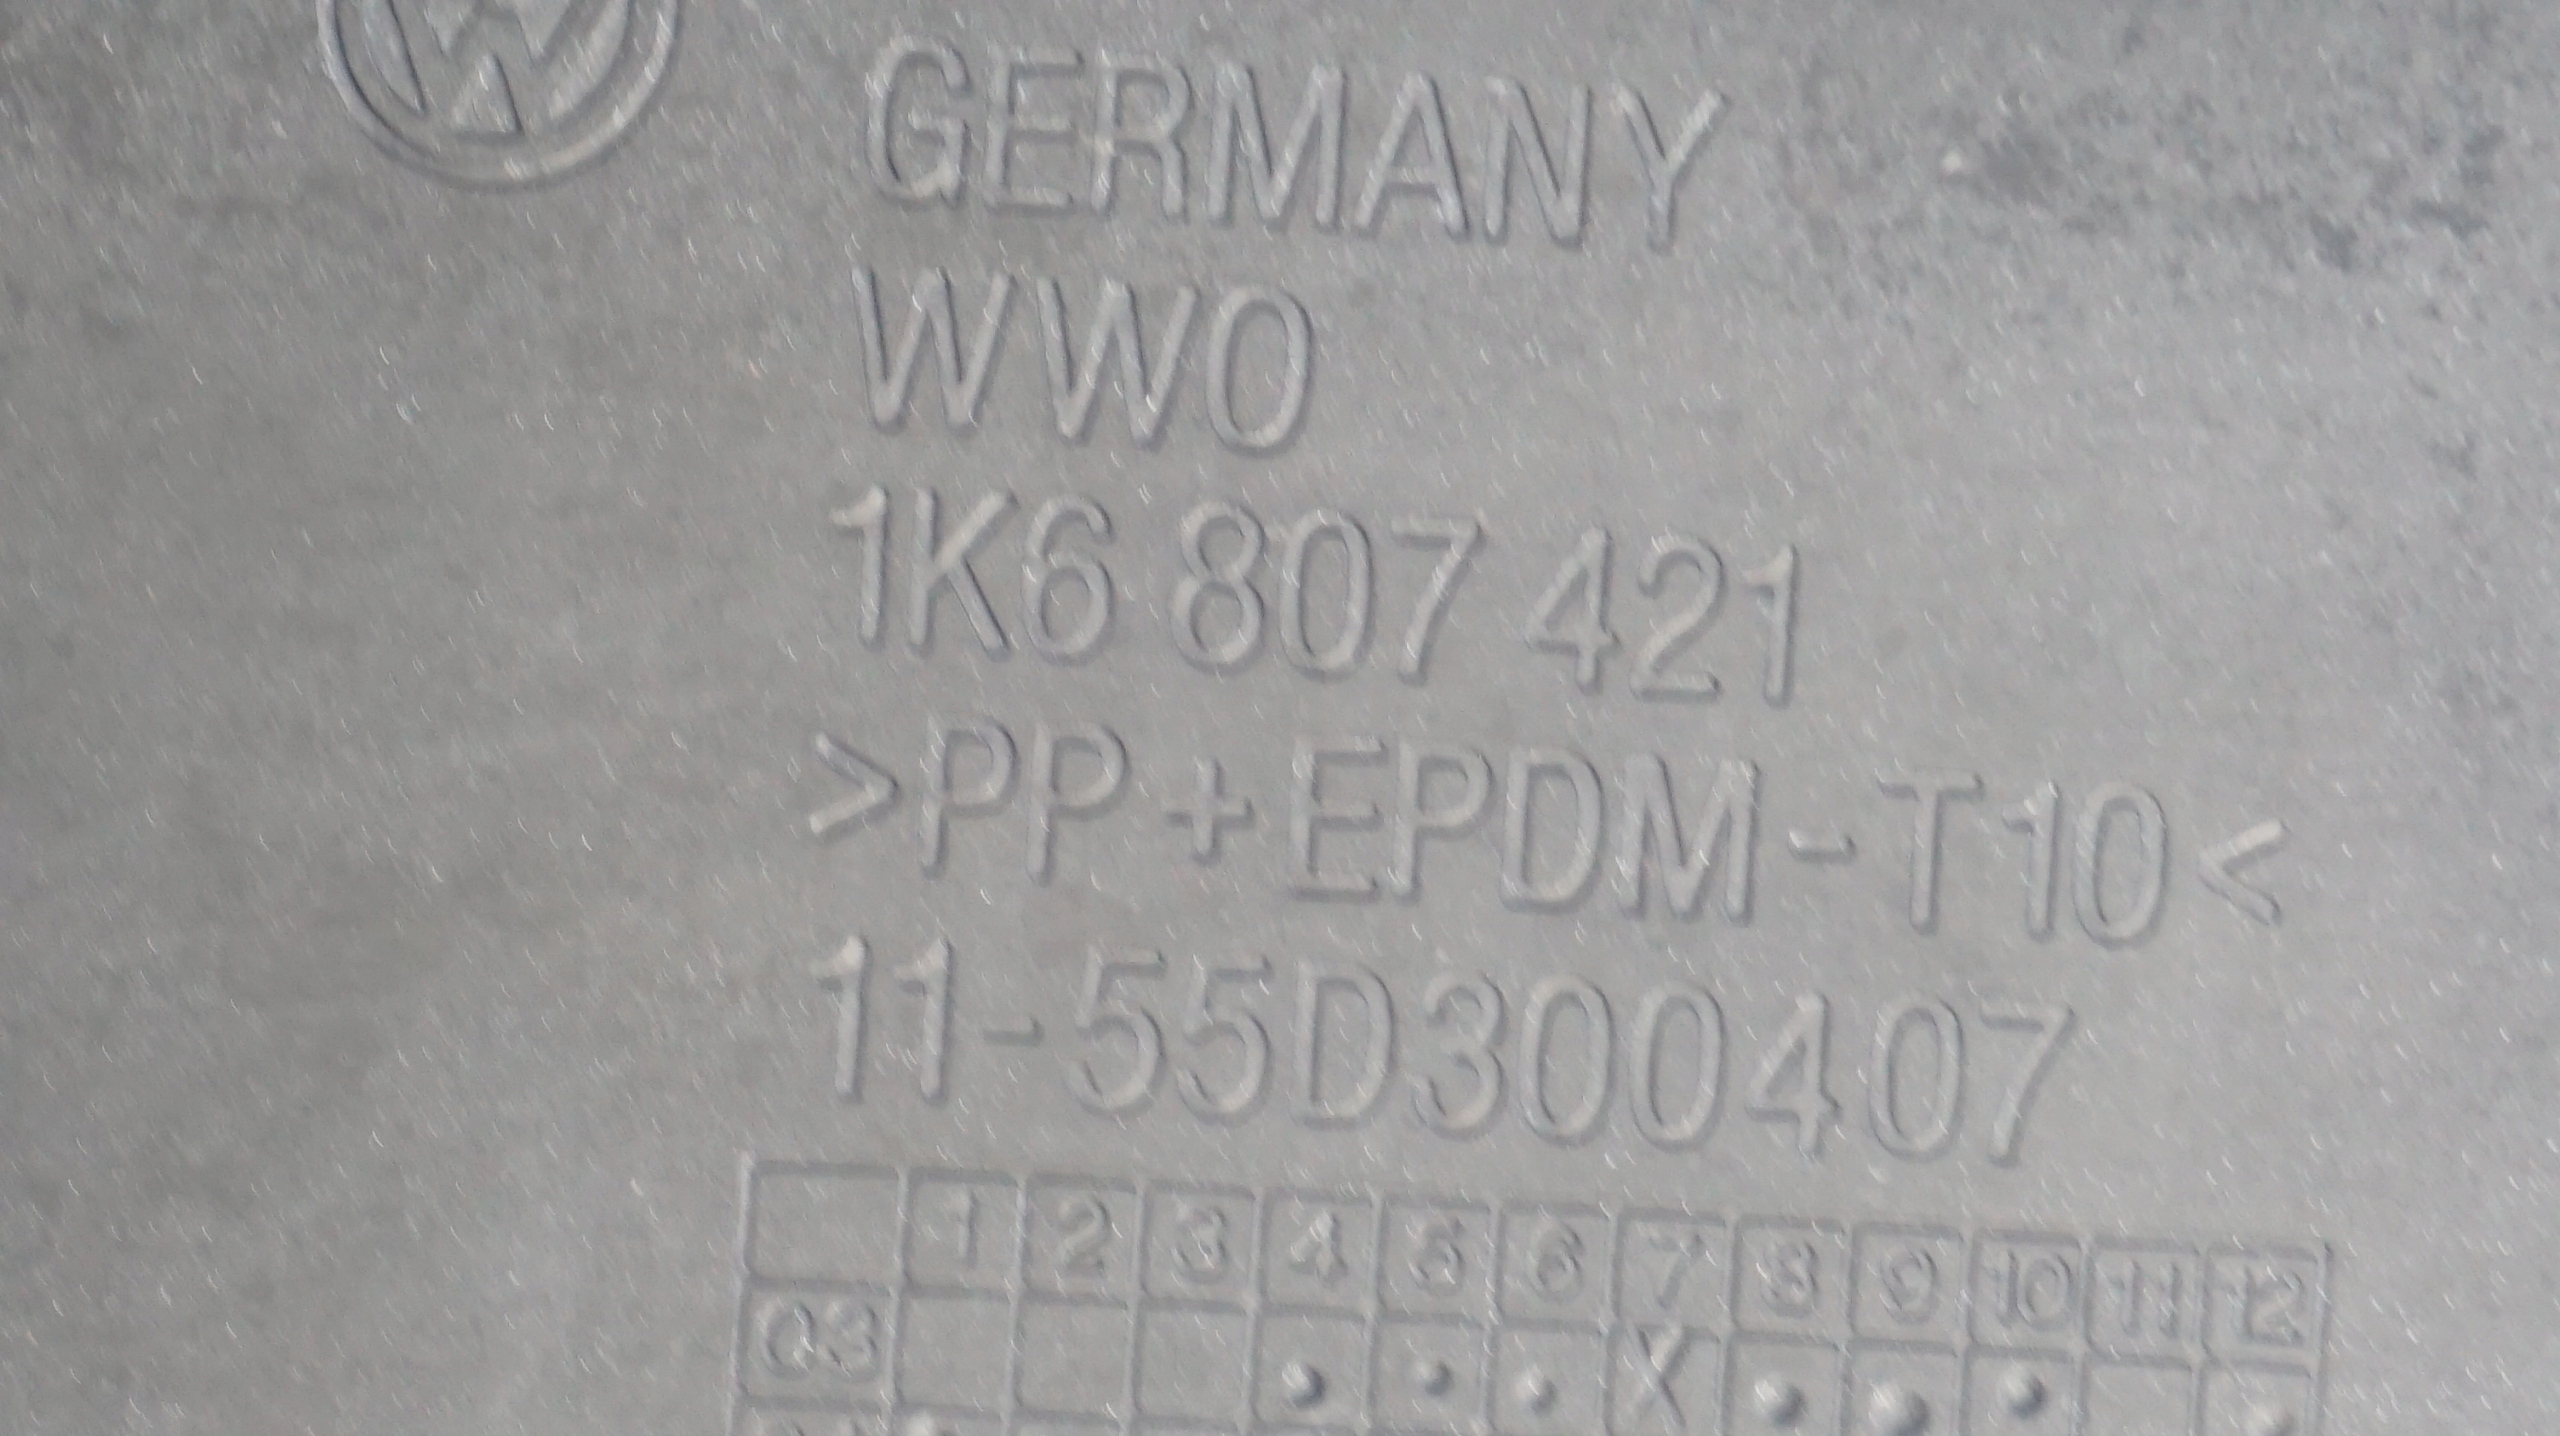 GERMANY
WWO
1K6 807 421
>PP+EPDM-T10<
11-55D300407
1 2 3 4 5 6 7 8 9 10 11 12
03 X